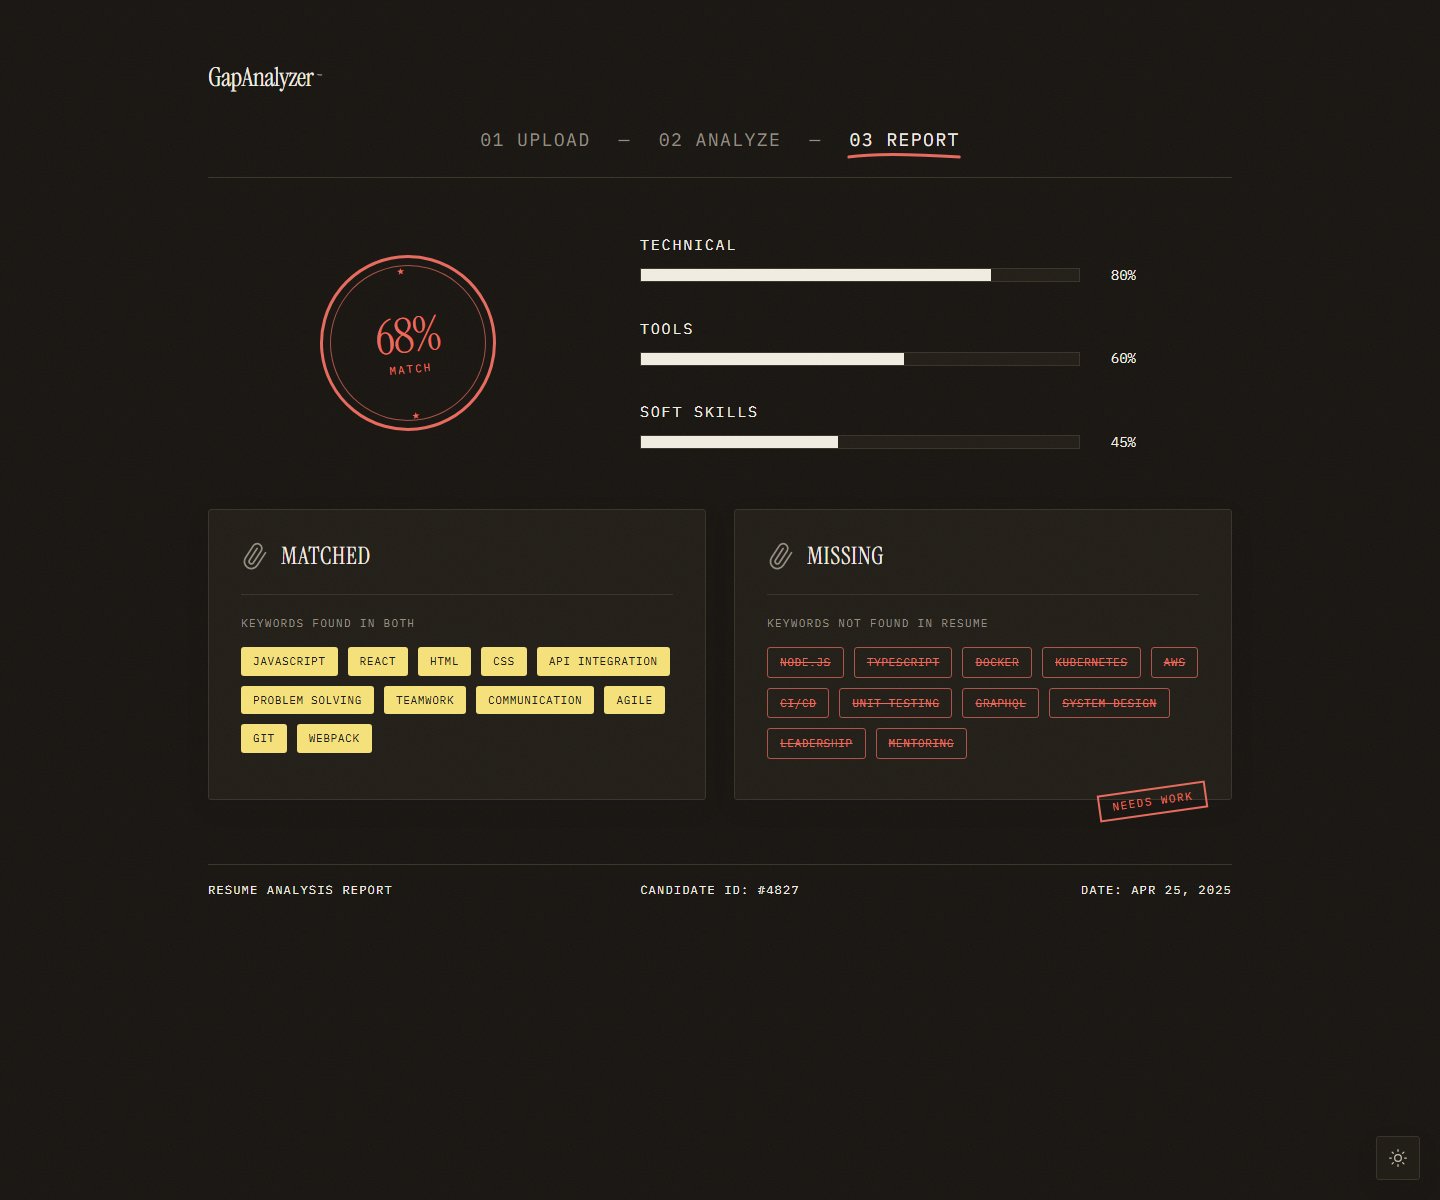 GapAnalyzer™
01 UPLOAD — 02 ANALYZE — 03 REPORT
★
68%
MATCH
★
TECHNICAL
80%
TOOLS
60%
SOFT SKILLS
45%
MATCHED
KEYWORDS FOUND IN BOTH
JAVASCRIPT REACT HTML CSS API INTEGRATION
PROBLEM SOLVING TEAMWORK COMMUNICATION AGILE
GIT WEBPACK
MISSING
KEYWORDS NOT FOUND IN RESUME
NODE.JS TYPESCRIPT DOCKER KUBERNETES AWS
CI/CD UNIT TESTING GRAPHQL SYSTEM DESIGN
LEADERSHIP MENTORING
NEEDS WORK
RESUME ANALYSIS REPORT CANDIDATE ID: #4827 DATE: APR 25, 2025